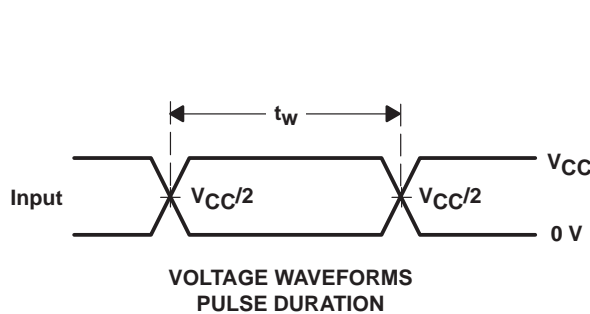 tw
VCC
Input
VCC/2
VCC/2
0 V
VOLTAGE WAVEFORMS
PULSE DURATION